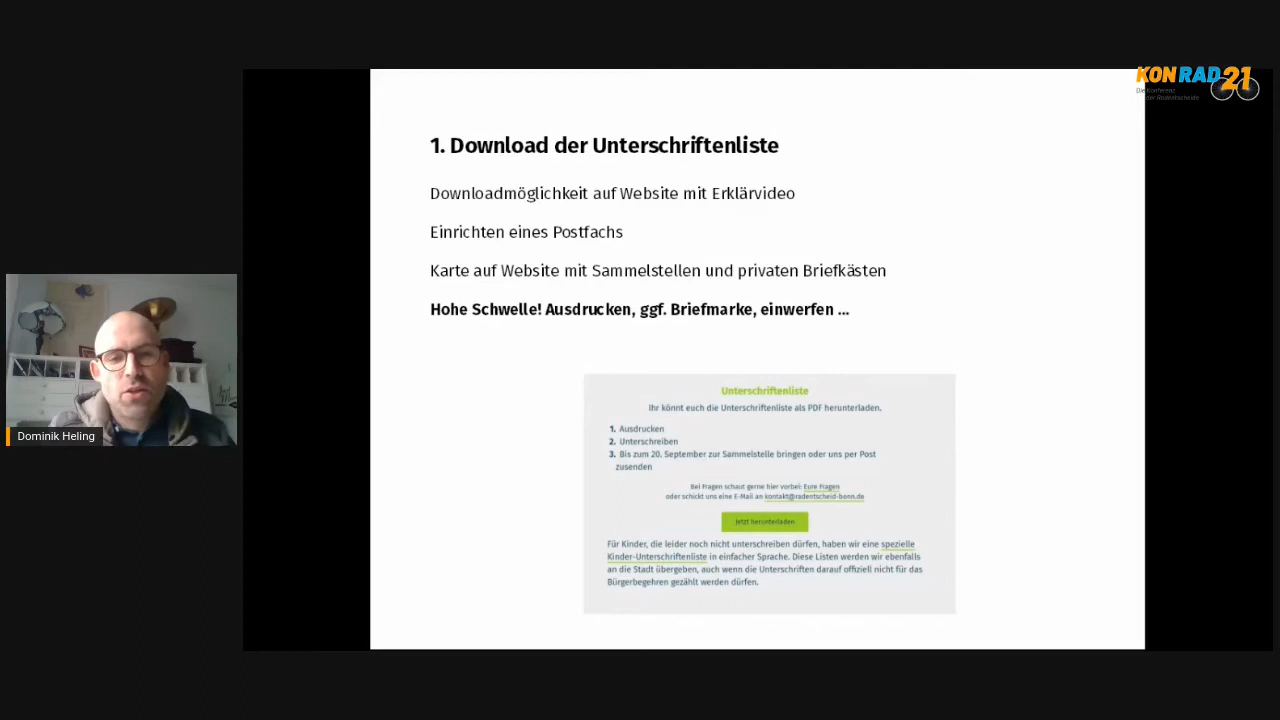 KONRAD21
Die Konferenz
der Radentscheide
1. Download der Unterschriftenliste
Downloadmöglichkeit auf Website mit Erklärvideo
Einrichten eines Postfachs
Karte auf Website mit Sammelstellen und privaten Briefkästen
Hohe Schwelle! Ausdrucken, ggf. Briefmarke, einwerfen ...
Unterschriftenliste
Ihr könnt euch die Unterschriftenliste als PDF herunterladen.
1. Ausdrucken
2. Unterschreiben
3. Bis zum 20. September zur Sammelstelle bringen oder uns per Post
zusenden
Bei Fragen schaut gerne hier vorbei: Eure Fragen
oder schickt uns eine E-Mail an kontakt@radentscheid-bonn.de
Jetzt herunterladen
Für Kinder, die leider noch nicht unterschreiben dürfen, haben wir eine spezielle
Kinder-Unterschriftenliste in einfacher Sprache. Diese Listen werden wir ebenfalls
an die Stadt übergeben, auch wenn die Unterschriften darauf offiziell nicht für das
Bürgerbegehren gezählt werden dürfen.
Dominik Heling